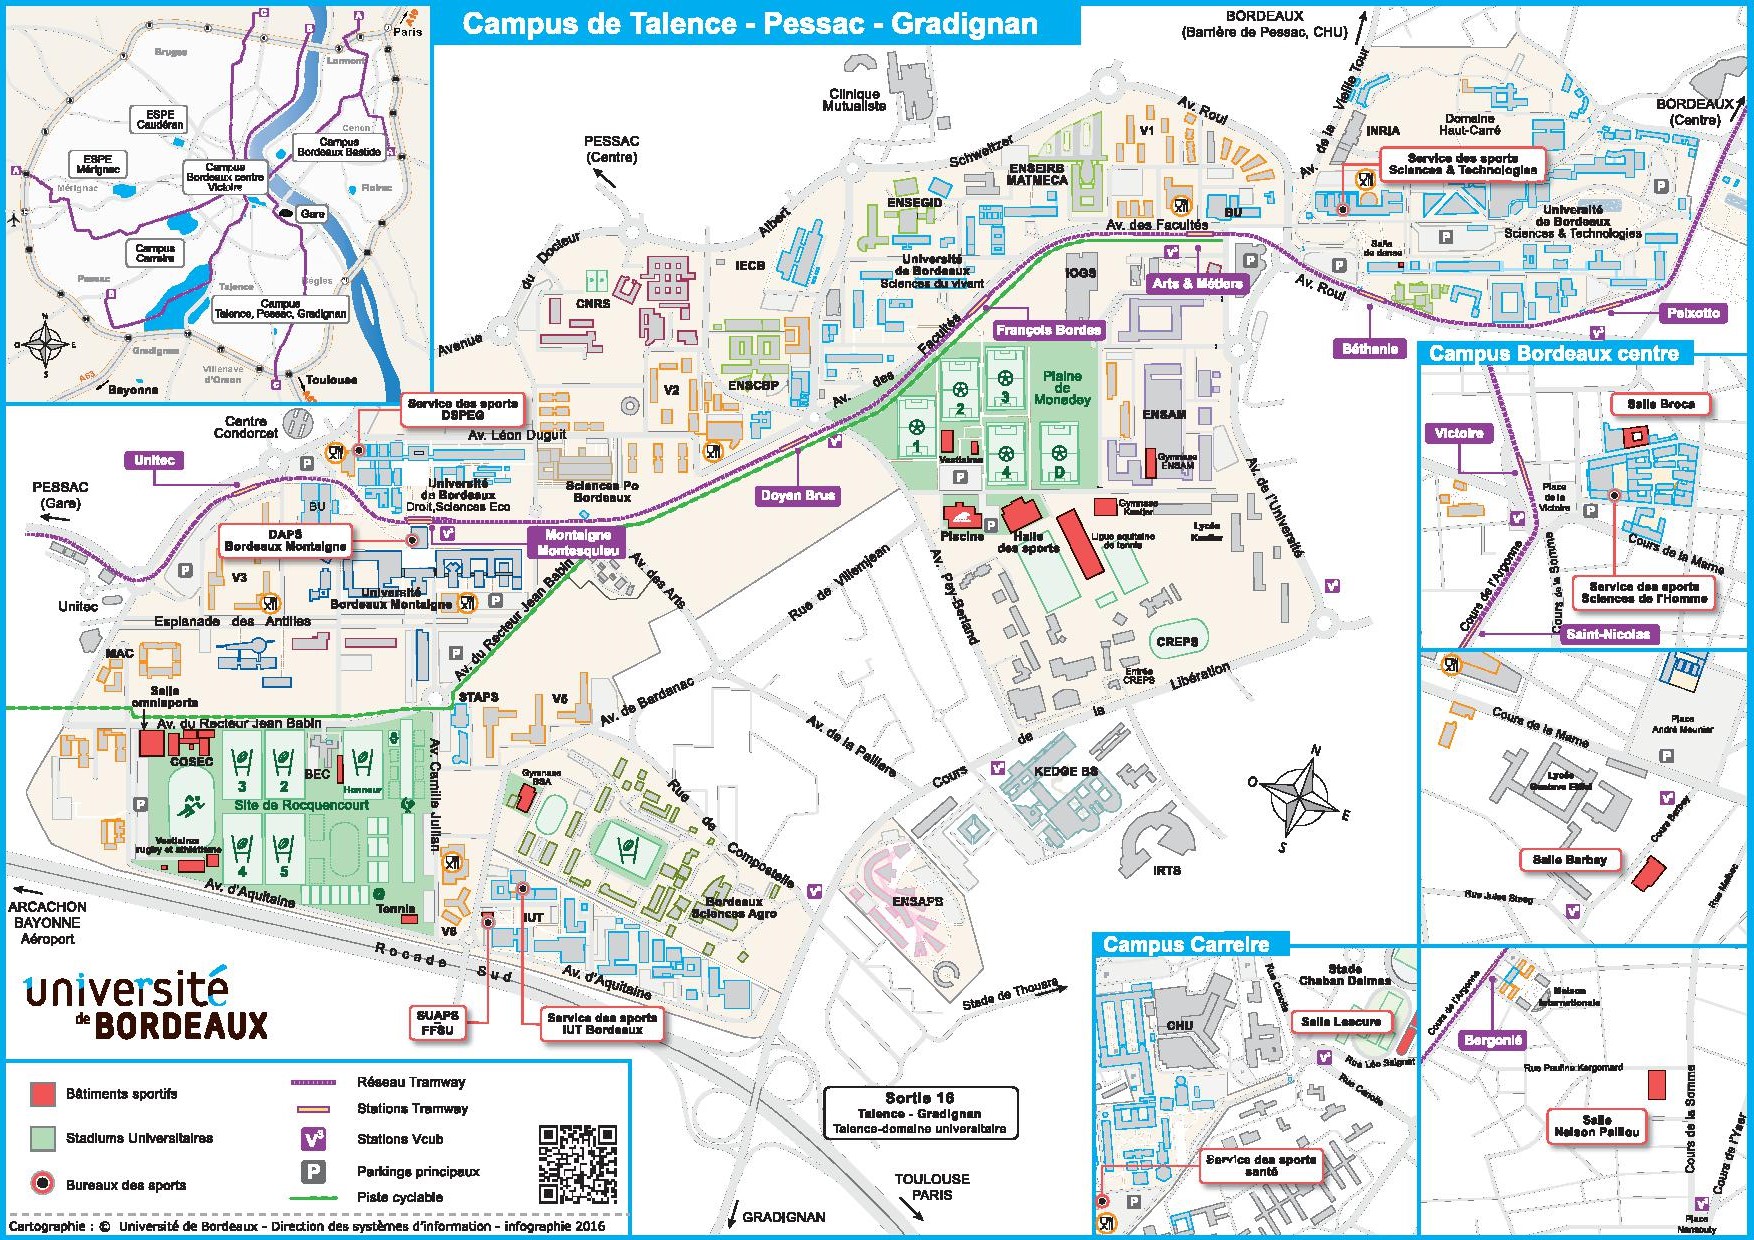 Campus de Talence - Pessac - Gradignan
Paris
Bruges
Lormont
ESPE
Caudéran
Cenon
Campus
Bordeaux Bastide
ESPE
Mérignac
Campus
Bordeaux centre
Victoire
Mérignac
Floirac
Gare
Campus
Carreire
Pessac
Talence
Bègles
Campus
Talence, Pessac, Gradignan
Gradignan
Villenave
d'Ornon
A63
Bayonne
Toulouse
BORDEAUX
(Barrière de Pessac, CHU)
Clinique
Mutualiste
PESSAC
(Centre)
Av. Roul
V1
Schweitzer
ENSEIRB
MATMECA
ENSEGID
Av. de la Vieille Tour
INRIA
Domaine
Haut-Carré
BORDEAUX
(Centre)
Service des sports
Sciences & Technologies
Université
de Bordeaux
Sciences & Technologies
BU
Av. des Facultés
Salle
de danse
Avenue du Docteur Albert
IECB
CNRS
Université
de Bordeaux
Sciences du vivant
IOGS
Arts & Métiers
Av. Roul
François Bordes
Béthanie
Peixotto
Av. des Facultés
ENSCBP
V2
Plaine
de
Monadey
1
2
3
4
D
Vestiaires
ENSAM
Gymnase
ENSAM
Service des sports
DSPEG
Centre
Condorcet
Av. Léon Duguit
Unitec
PESSAC
(Gare)
BU
Université
de Bordeaux
Droit,Sciences Eco
Sciences Po
Bordeaux
Doyen Brus
DAPS
Bordeaux Montaigne
Montaigne
Montesquieu
V3
Université
Bordeaux Montaigne
Unitec
Esplanade des Antilles
MAC
Av. du Recteur Jean Babin
Av. des Arts
Rue de Villemejean
Av. Pey-Berland
Piscine
Halle
des sports
Gymnase
Kastler
Ligue aquitaine
de tennis
Lycée
Kastler
Av. de l'Université
CREPS
Entrée
CREPS
Cours de la Libération
Salle
omnisports
Av. du Recteur Jean Babin
STAPS
V5
Av. de Bardanac
Av. de la Paillere
COSEC
3
2
BEC
Honneur
Site de Rocquencourt
4
5
Vestiaires
rugby et athlétisme
Tennis
Av. Camille Jullian
Av. d'Aquitaine
Gymnase
BSA
Rue de Compostelle
Bordeaux
Sciences Agro
KEDGE BS
IRTS
ENSAPB
N
O
E
S
ARCACHON
BAYONNE
Aéroport
V6
IUT
Rocade Sud
Av. d'Aquitaine
SUAPS
FFSU
Service des sports
IUT Bordeaux
Stade de Thouars
Sortie 16
Talence - Gradignan
Talence-domaine universitaire
TOULOUSE
PARIS
GRADIGNAN
université
de BORDEAUX
Bâtiments sportifs
Stadiums Universitaires
Bureaux des sports
Réseau Tramway
Stations Tramway
Stations Vcub
Parkings principaux
Piste cyclable
Cartographie : © Université de Bordeaux - Direction des systèmes d'information - infographie 2016
Campus Bordeaux centre
Salle Broca
Victoire
Place
de la
Victoire
Cours de la Marne
Cours de l'Argonne
Cours de la Somme
Service des sports
Sciences de l'Homme
Saint-Nicolas
Cours de la Marne
Place
André Meunier
Lycée
Gustave Eiffel
Cours Barbey
Salle Barbey
Rue Jules Steeg
Rue Malbec
Campus Carreire
Stade
Chaban Delmas
Rue Canolle
CHU
Salle Lescure
Rue Léo Saignat
Rue Canolle
Service des sports
santé
Cours de l'Argonne
Maison
Internationale
Bergonié
Rue Pauline Kergomard
Salle
Nelson Paillou
Cours de la Somme
Cours de l'Yser
Place
Nansouty